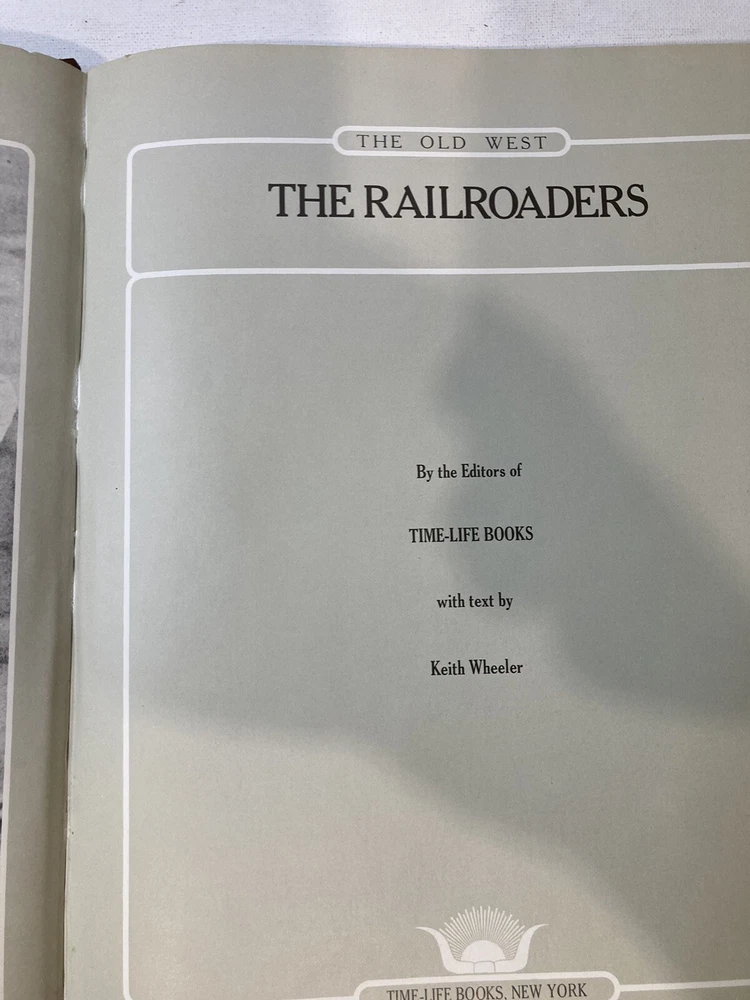 THE OLD WEST
THE RAILROADERS
By the Editors of
TIME-LIFE BOOKS
with text by
Keith Wheeler
TIME-LIFE BOOKS, NEW YORK